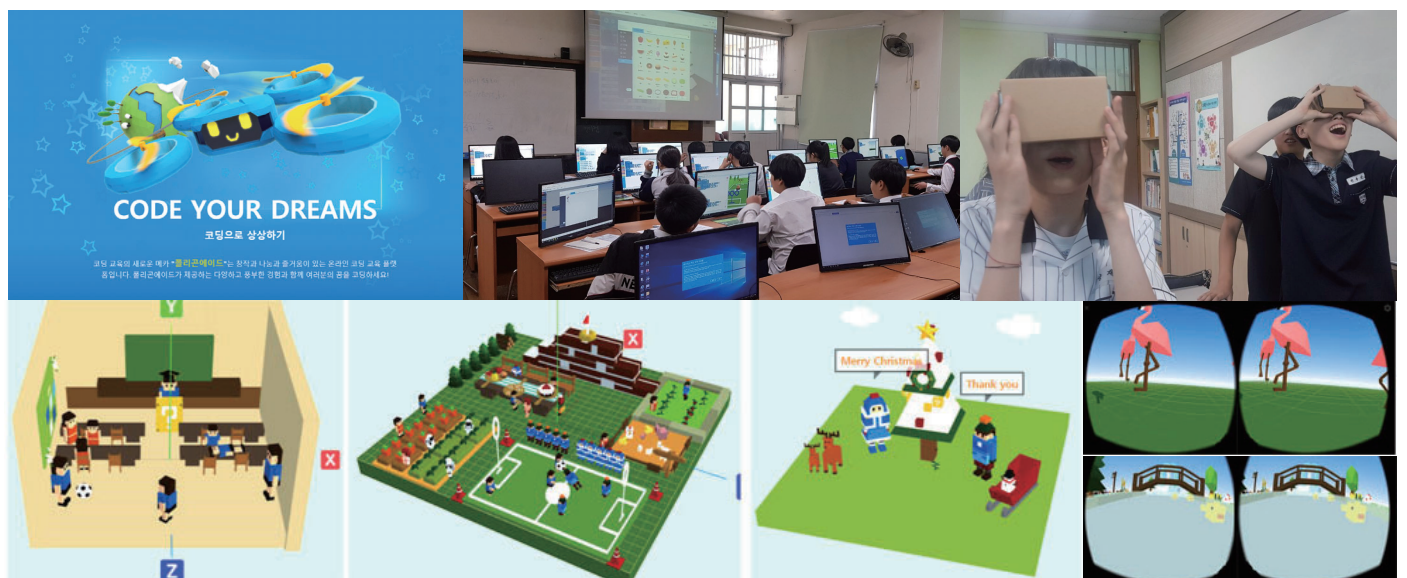 CODE YOUR DREAMS
코딩으로 상상하기
코딩 교육의 새로운 메카 "폴리곤에이드"는 창작과 나눔과 즐거움이 있는 온라인 코딩 교육 플랫
폼입니다. 폴리곤에이드가 제공하는 다양하고 풍부한 경험과 함께 여러분의 꿈을 코딩하세요!
NE
Y
X
Z
X
Merry Christmas
Thank you